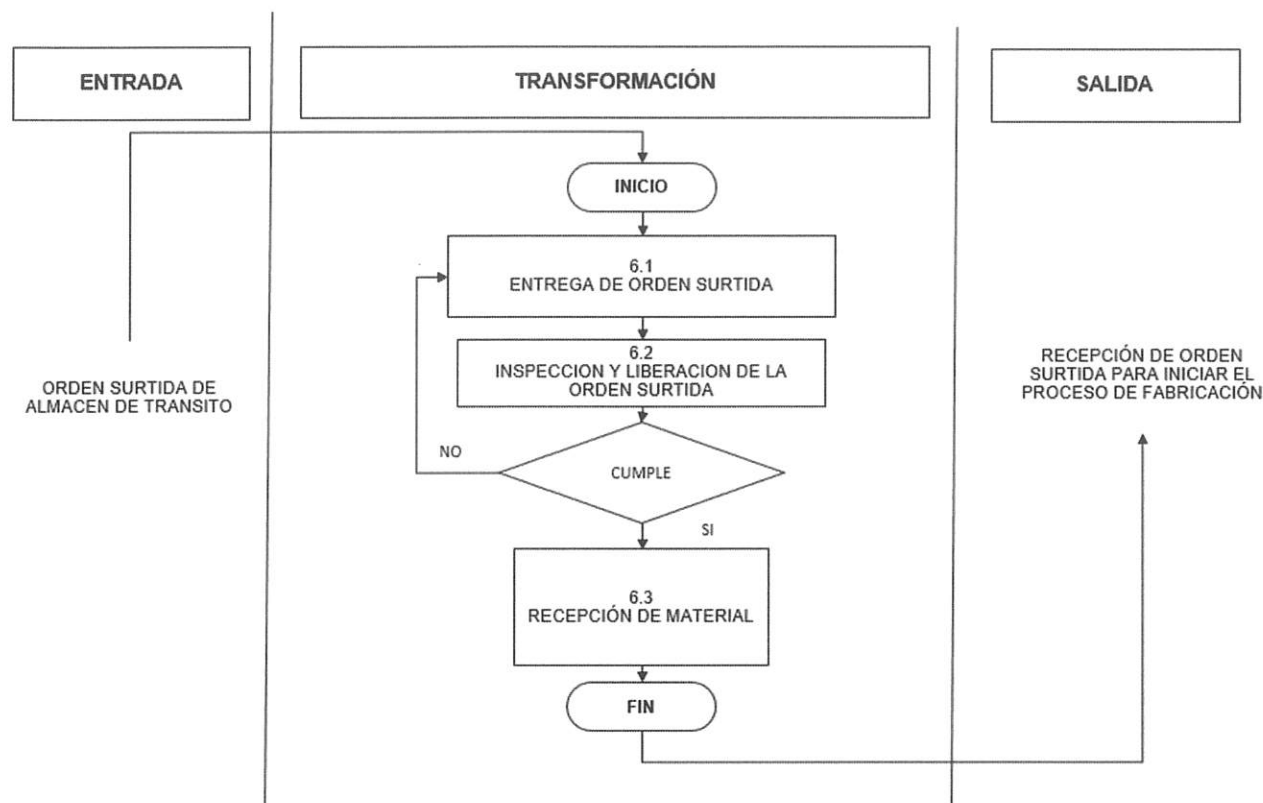 ENTRADA
TRANSFORMACIÓN
SALIDA
INICIO
6.1
ENTREGA DE ORDEN SURTIDA
6.2
INSPECCION Y LIBERACION DE LA
ORDEN SURTIDA
ORDEN SURTIDA DE
ALMACEN DE TRANSITO
RECEPCIÓN DE ORDEN
SURTIDA PARA INICIAR EL
PROCESO DE FABRICACIÓN
NO
CUMPLE
SI
6.3
RECEPCIÓN DE MATERIAL
FIN